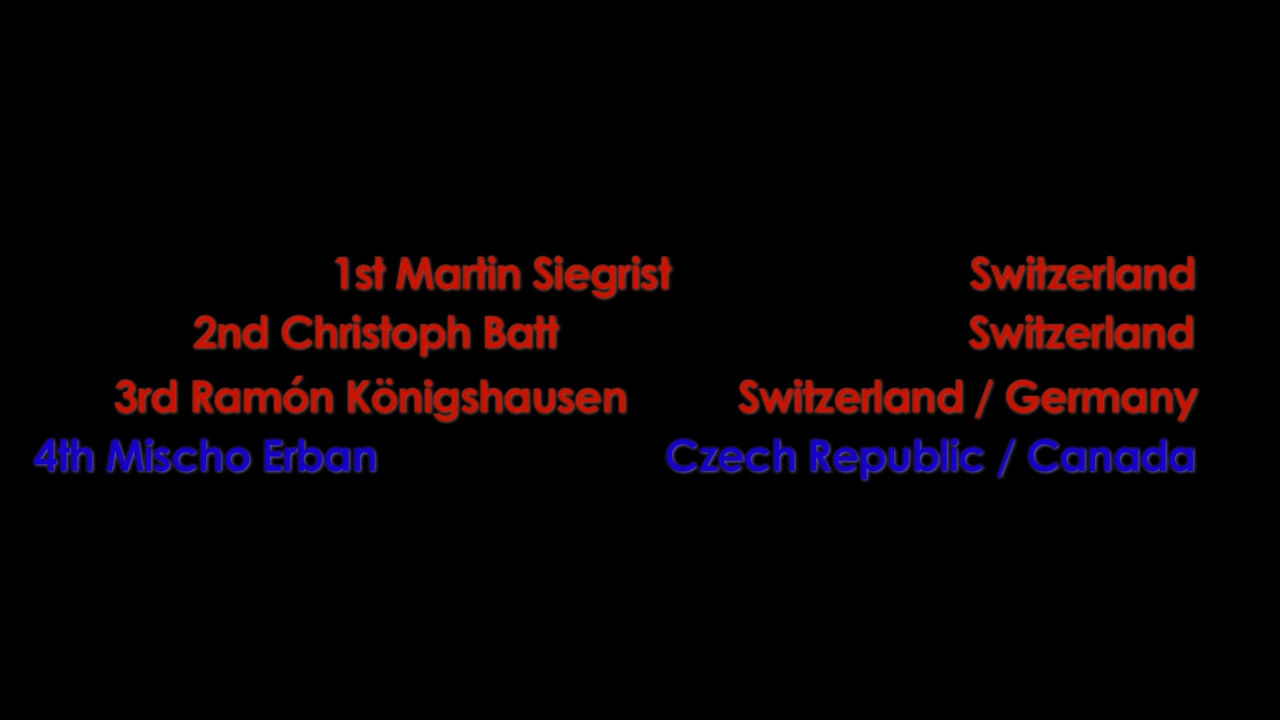 1st Martin Siegrist Switzerland
2nd Christoph Batt Switzerland
3rd Ramón Königshausen Switzerland / Germany
4th Mischo Erban Czech Republic / Canada